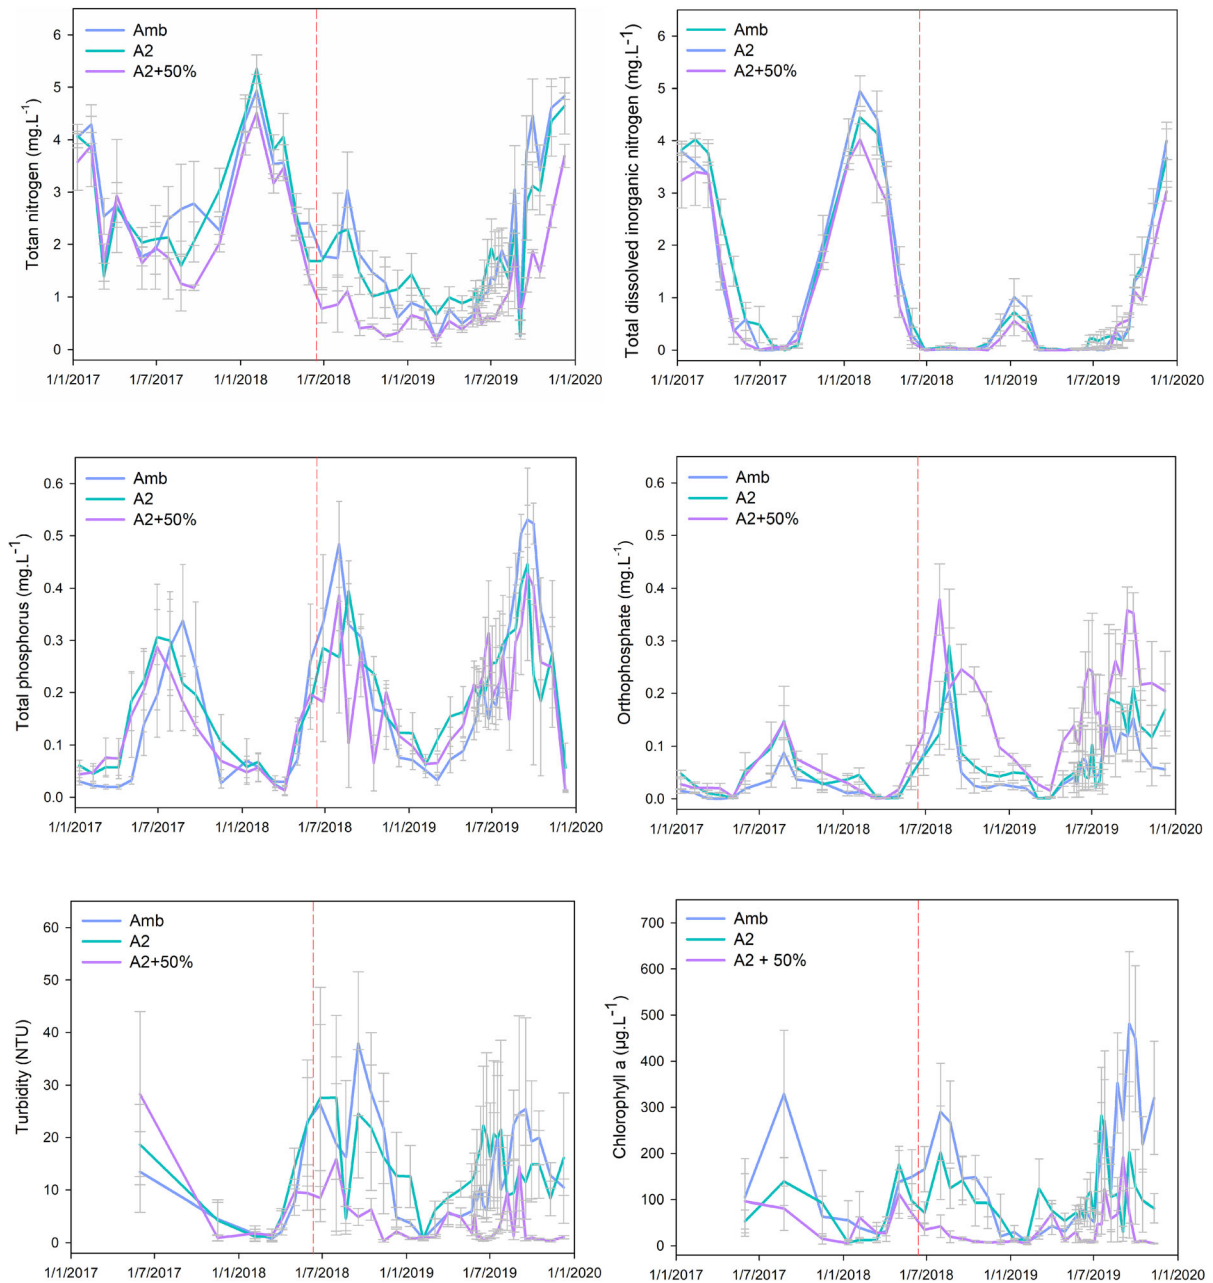 Totan nitrogen (mg.L-1)
6
5
4
3
2
1
0
Amb
A2
A2+50%
1/1/2017 1/7/2017 1/1/2018 1/7/2018 1/1/2019 1/7/2019 1/1/2020
Total dissolved inorganic nitrogen (mg.L-1)
6
5
4
3
2
1
0
Amb
A2
A2+50%
1/1/2017 1/7/2017 1/1/2018 1/7/2018 1/1/2019 1/7/2019 1/1/2020
Total phosphorus (mg.L-1)
0.6
0.5
0.4
0.3
0.2
0.1
0.0
Amb
A2
A2+50%
1/1/2017 1/7/2017 1/1/2018 1/7/2018 1/1/2019 1/7/2019 1/1/2020
Orthophosphate (mg.L-1)
0.6
0.5
0.4
0.3
0.2
0.1
0.0
Amb
A2
A2+50%
1/1/2017 1/7/2017 1/1/2018 1/7/2018 1/1/2019 1/7/2019 1/1/2020
Turbidity (NTU)
60
50
40
30
20
10
0
Amb
A2
A2+50%
1/1/2017 1/7/2017 1/1/2018 1/7/2018 1/1/2019 1/7/2019 1/1/2020
Chlorophyll a (µg.L-1)
700
600
500
400
300
200
100
0
Amb
A2
A2 + 50%
1/1/2017 1/7/2017 1/1/2018 1/7/2018 1/1/2019 1/7/2019 1/1/2020